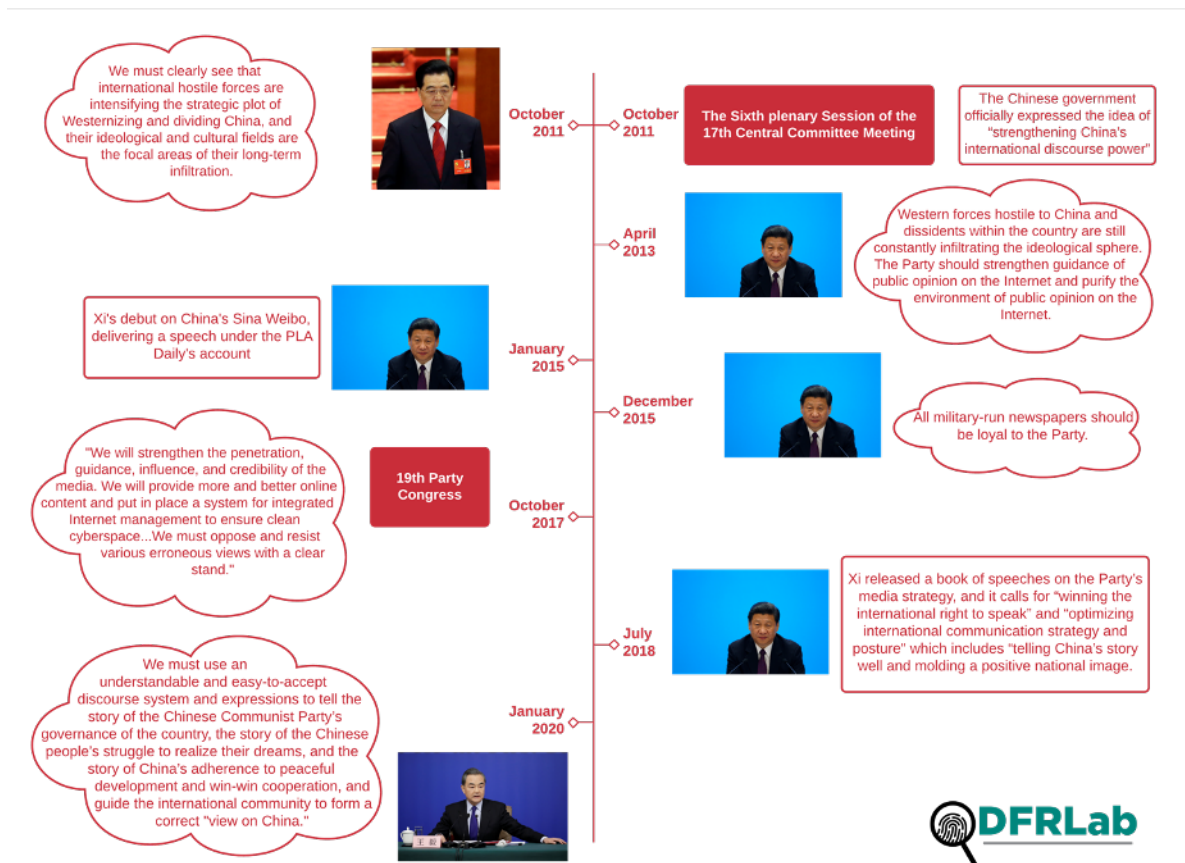 We must clearly see that
international hostile forces are
intensifying the strategic plot of
Westernizing and dividing China, and
their ideological and cultural fields are
the focal areas of their long-term
infiltration.
October
2011
October
2011
The Sixth plenary Session of the
17th Central Committee Meeting
The Chinese government
officially expressed the idea of
“strengthening China’s
international discourse power”
April
2013
Western forces hostile to China and
dissidents within the country are still
constantly infiltrating the ideological sphere.
The Party should strengthen guidance of
public opinion on the Internet and purify the
environment of public opinion on the
Internet.
Xi's debut on China's Sina Weibo,
delivering a speech under the PLA
Daily's account
January
2015
December
2015
All military-run newspapers should
be loyal to the Party.
"We will strengthen the penetration,
guidance, influence, and credibility of the
media. We will provide more and better online
content and put in place a system for integrated
Internet management to ensure clean
cyberspace...We must oppose and resist
various erroneous views with a clear
stand."
19th Party
Congress
October
2017
July
2018
Xi released a book of speeches on the Party’s
media strategy, and it calls for “winning the
international right to speak” and “optimizing
international communication strategy and
posture” which includes “telling China’s story
well and molding a positive national image.
We must use an
understandable and easy-to-accept
discourse system and expressions to tell the
story of the Chinese Communist Party’s
governance of the country, the story of the Chinese
people’s struggle to realize their dreams, and the
story of China’s adherence to peaceful
development and win-win cooperation, and
guide the international community to form a
correct "view on China."
January
2020
王毅
DFRLab